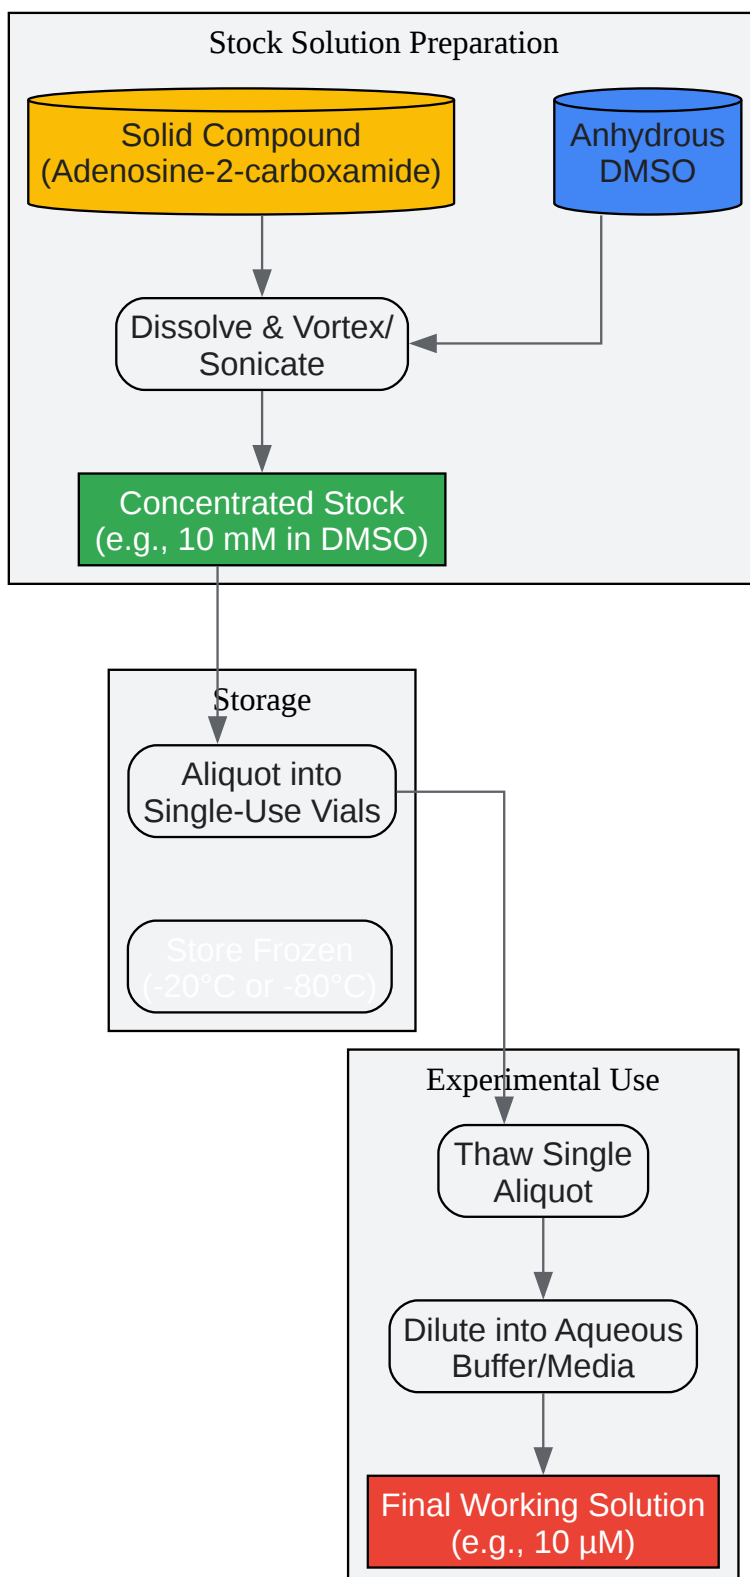 Stock Solution Preparation
Solid Compound
(Adenosine-2-carboxamide)
Anhydrous
DMSO
Dissolve & Vortex/
Sonicate
Concentrated Stock
(e.g., 10 mM in DMSO)
Storage
Aliquot into
Single-Use Vials
Store Frozen
(-20°C or -80°C)
Experimental Use
Thaw Single
Aliquot
Dilute into Aqueous
Buffer/Media
Final Working Solution
(e.g., 10 µM)